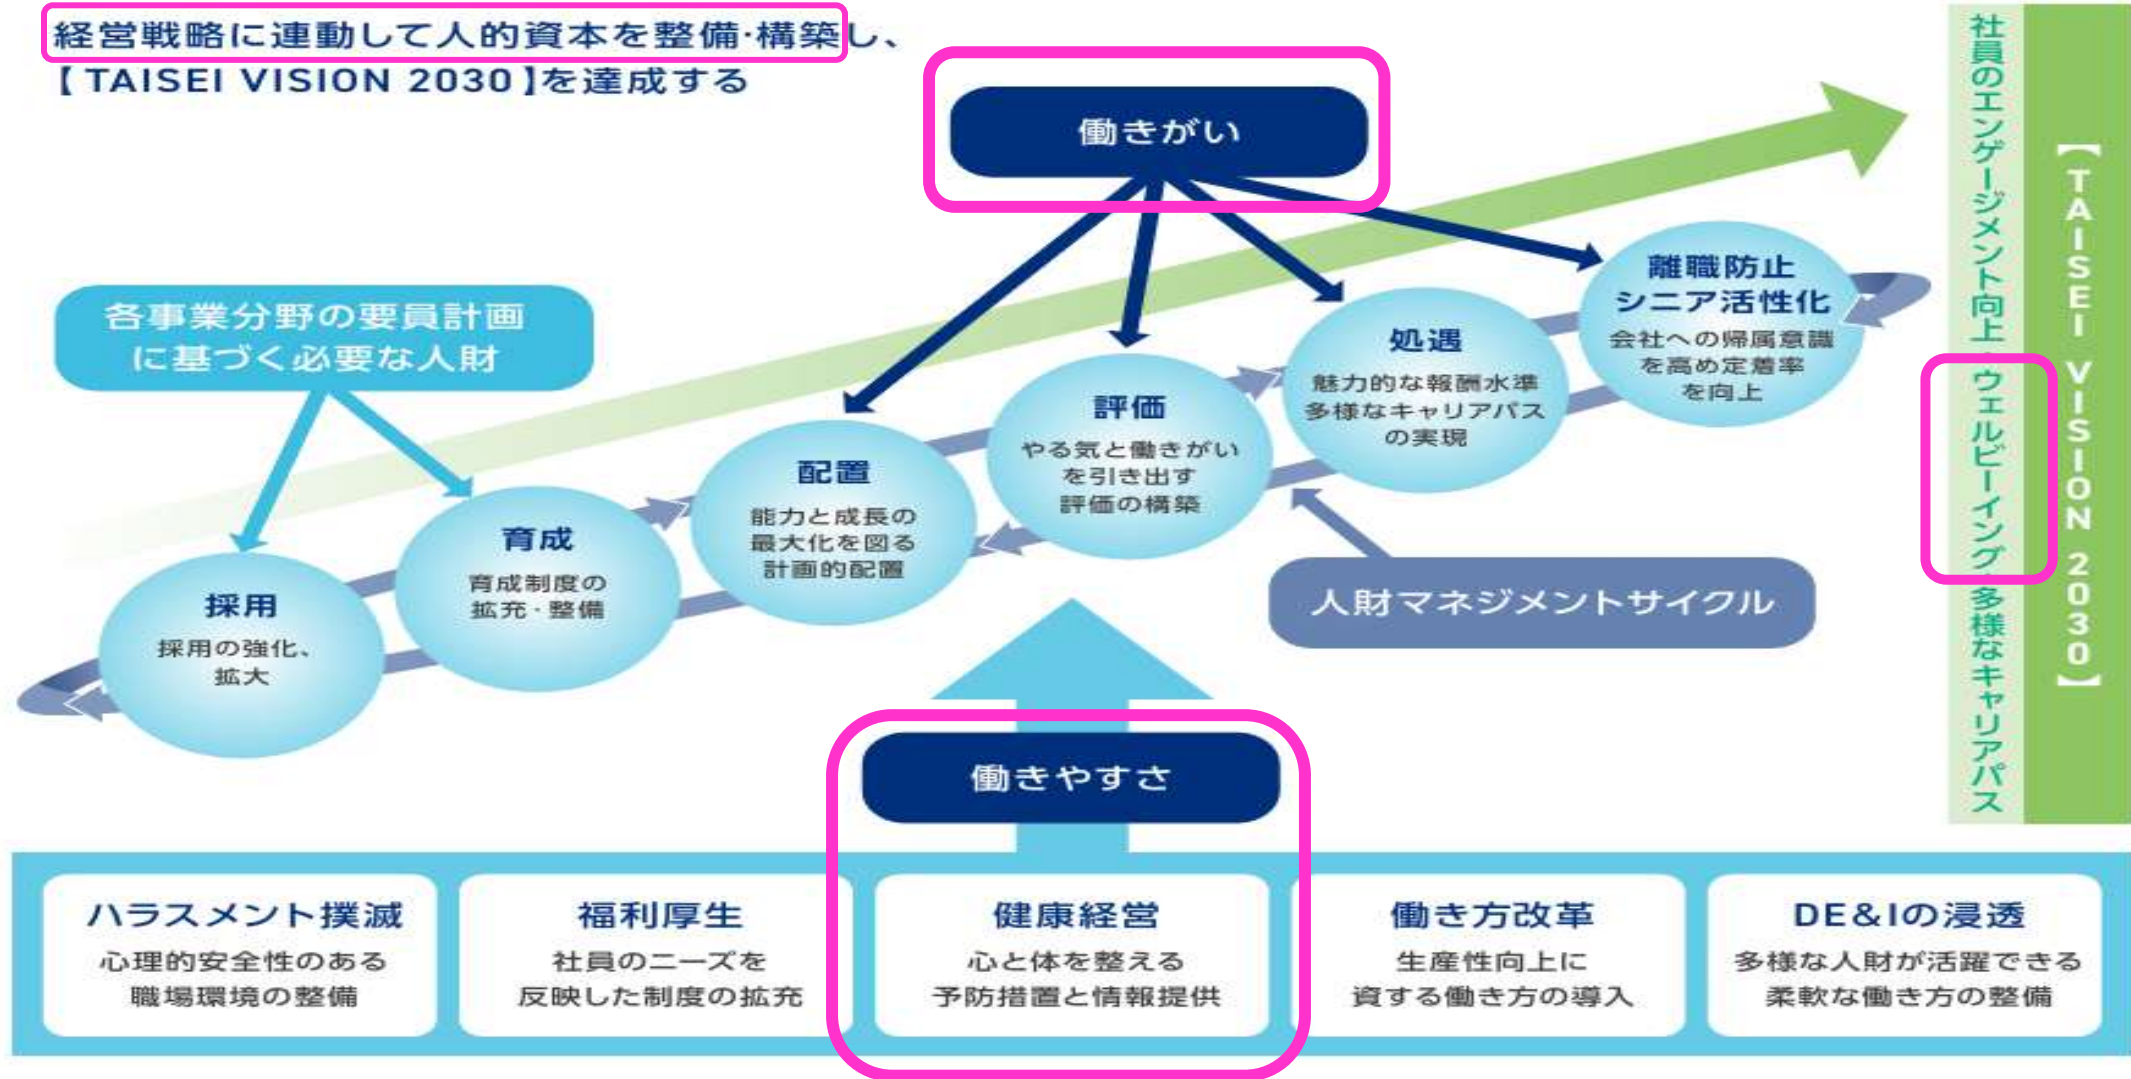 経営戦略に連動して人的資本を整備・構築し、
【TAISEI VISION 2030】を達成する
働きがい
各事業分野の要員計画
に基づく必要な人財
採用
採用の強化、
拡大
育成
育成制度の
拡充・整備
配置
能力と成長の
最大化を図る
計画的配置
評価
やる気と働きがい
を引き出す
評価の構築
処遇
魅力的な報酬水準
多様なキャリアパス
の実現
離職防止
シニア活性化
会社への帰属意識
を高め定着率
を向上
人財マネジメントサイクル
働きやすさ
ハラスメント撲滅
心理的安全性のある
職場環境の整備
福利厚生
社員のニーズを
反映した制度の拡充
健康経営
心と体を整える
予防措置と情報提供
働き方改革
生産性向上に
資する働き方の導入
DE&Iの浸透
多様な人財が活躍できる
柔軟な働き方の整備
社員のエンゲージメント向上・ウェルビーイング・多様なキャリアパス
【TAISEI VISION 2030】